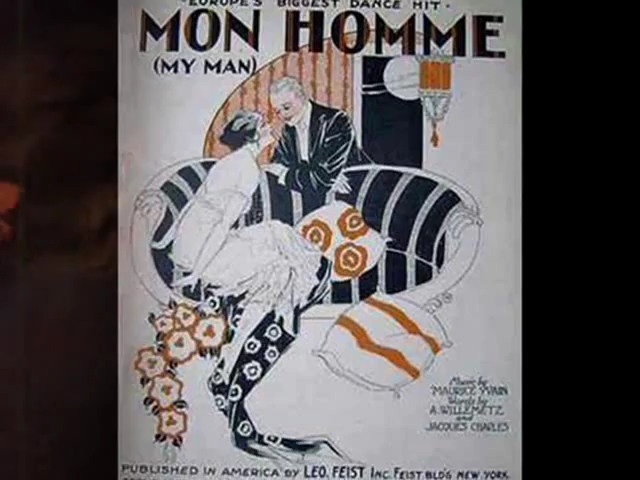 -EUROPE'S BIGGEST DANCE HIT-
MON HOMME
(MY MAN)
Music by
MAURICE YVAIN
Words by
A. WILLEMETZ
and
JACQUES CHARLES
PUBLISHED IN AMERICA BY LEO. FEIST INC. FEIST BLD'G NEW YORK